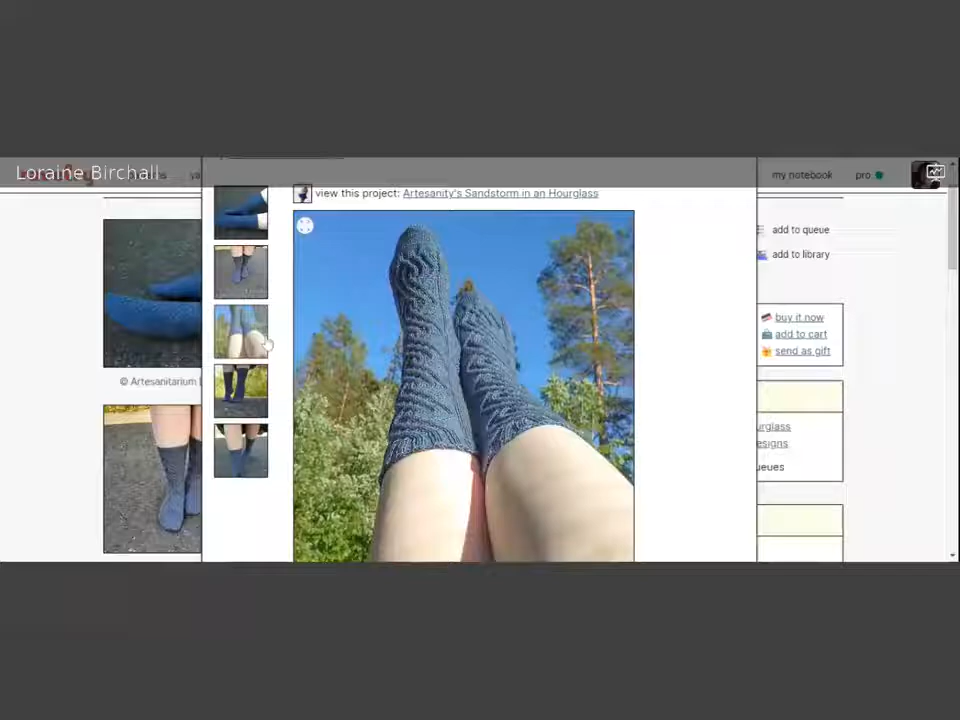 Loraine Birchall
my notebook
pro
view this project: Artesanity's Sandstorm in an Hourglass
add to queue
add to library
buy it now
add to cart
send as gift
© Artesanitarium
urglass
esigns
ueues